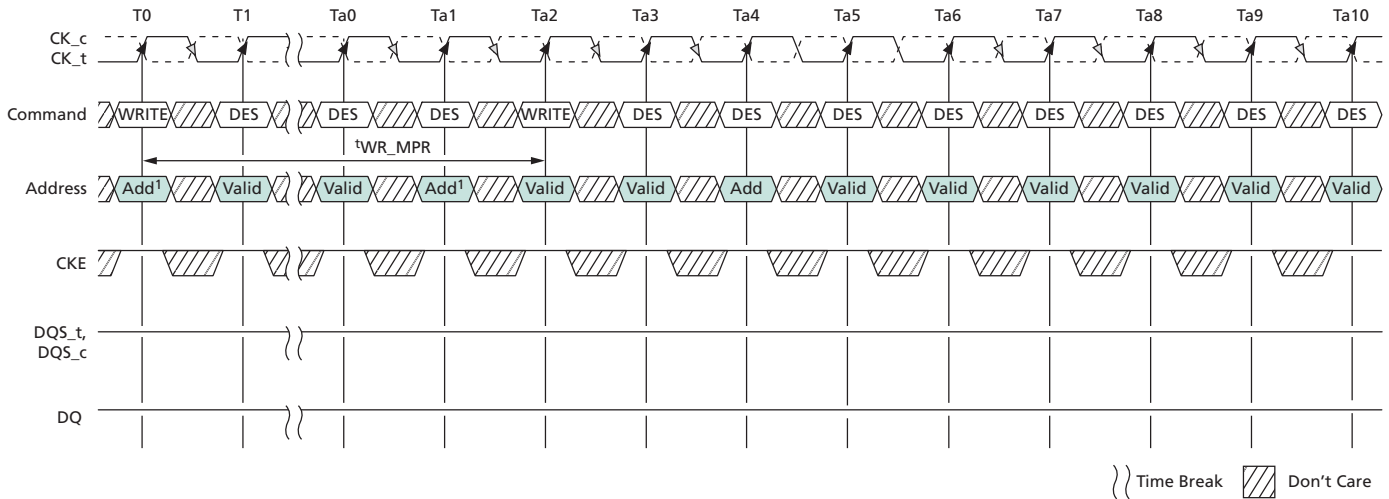 T0 T1 Ta0 Ta1 Ta2 Ta3 Ta4 Ta5 Ta6 Ta7 Ta8 Ta9 Ta10
CK_c
CK_t
Command WRITE DES DES DES WRITE DES DES DES DES DES DES DES DES
tWR_MPR
Address Add1 Valid Valid Add1 Valid Valid Add Valid Valid Valid Valid Valid Valid
CKE
DQS_t,
DQS_c
DQ
Time Break Don't Care